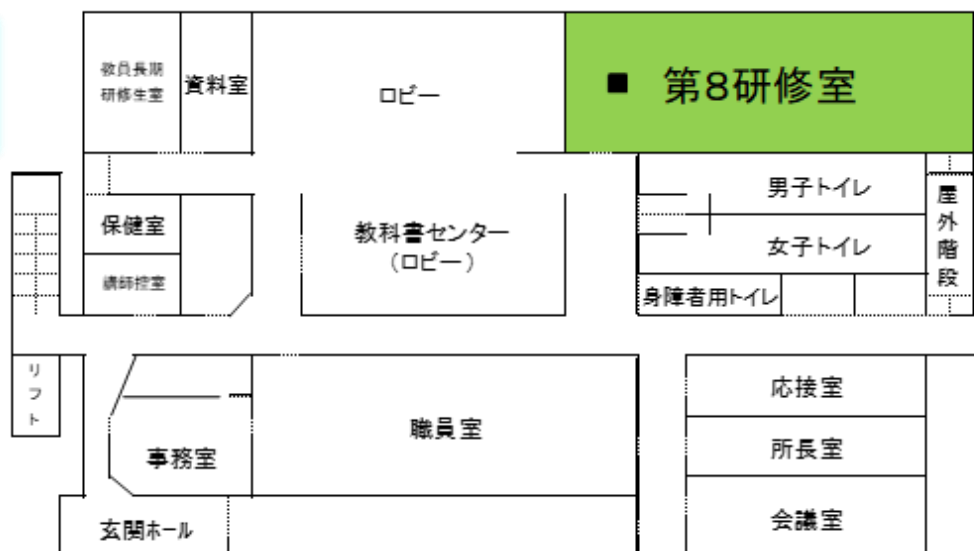 教員長期
研修生室
資料室
ロビー
■ 第8研修室
男子トイレ
屋外階段
保健室
教科書センター
(ロビー)
女子トイレ
講師控室
身障者用トイレ
リフト
応接室
職員室
所長室
事務室
会議室
玄関ホール